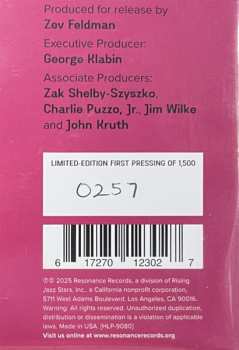 Produced for release by
Zev Feldman
Executive Producer:
George Klabin
Associate Producers:
Zak Shelby-Szyszko,
Charlie Puzzo, Jr., Jim Wilke
and John Kruth
LIMITED-EDITION FIRST PRESSING OF 1,500
0257
6 17270 12302 7
℗© 2025 Resonance Records, a division of Rising
Jazz Stars, Inc., a California nonprofit corporation,
5711 West Adams Boulevard, Los Angeles, CA 90016.
Warning: All rights reserved. Unauthorized duplication,
distribution or dissemination is a violation of applicable
laws. Made in USA. [HLP-9080]
Visit us online at www.resonancerecords.org